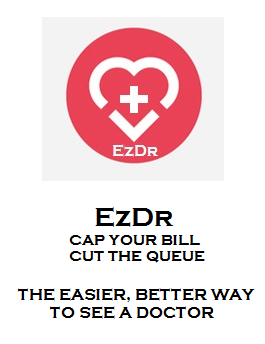 EzDr
EzDr
CAP YOUR BILL
CUT THE QUEUE
THE EASIER, BETTER WAY
TO SEE A DOCTOR